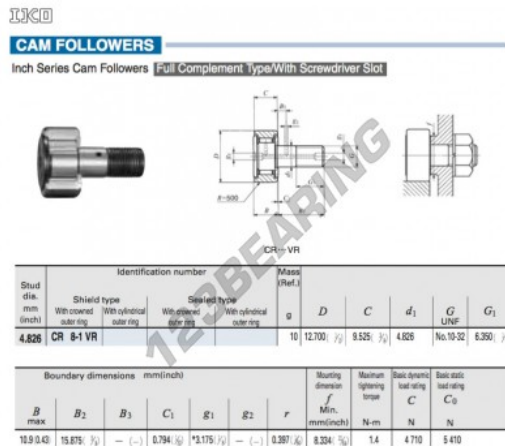 IKO
CAM FOLLOWERS
Inch Series Cam Followers Full Complement Type/With Screwdriver Slot
R=500
CR…VR
123BEARING
Stud dia. mm (inch) Identification number Mass (Ref.) g
Shield type Sealed type
With crowned outer ring With cylindrical outer ring With crowned outer ring With cylindrical outer ring
D C d1 G UNF G1
4.826 CR 8-1 VR 10 12.700 9.525 4.826 No.10-32 6.350
Boundary dimensions mm(inch) Mounting dimension f Min. mm(inch) Maximum tightening torque N-m Basic dynamic load rating C N Basic static load rating C0 N
B max B2 B3 C1 g1 g2 r
10.9(0.43) 15.875 – (–) 0.794 *3.175 – (–) 0.397 8.334 1.4 4 710 5 410